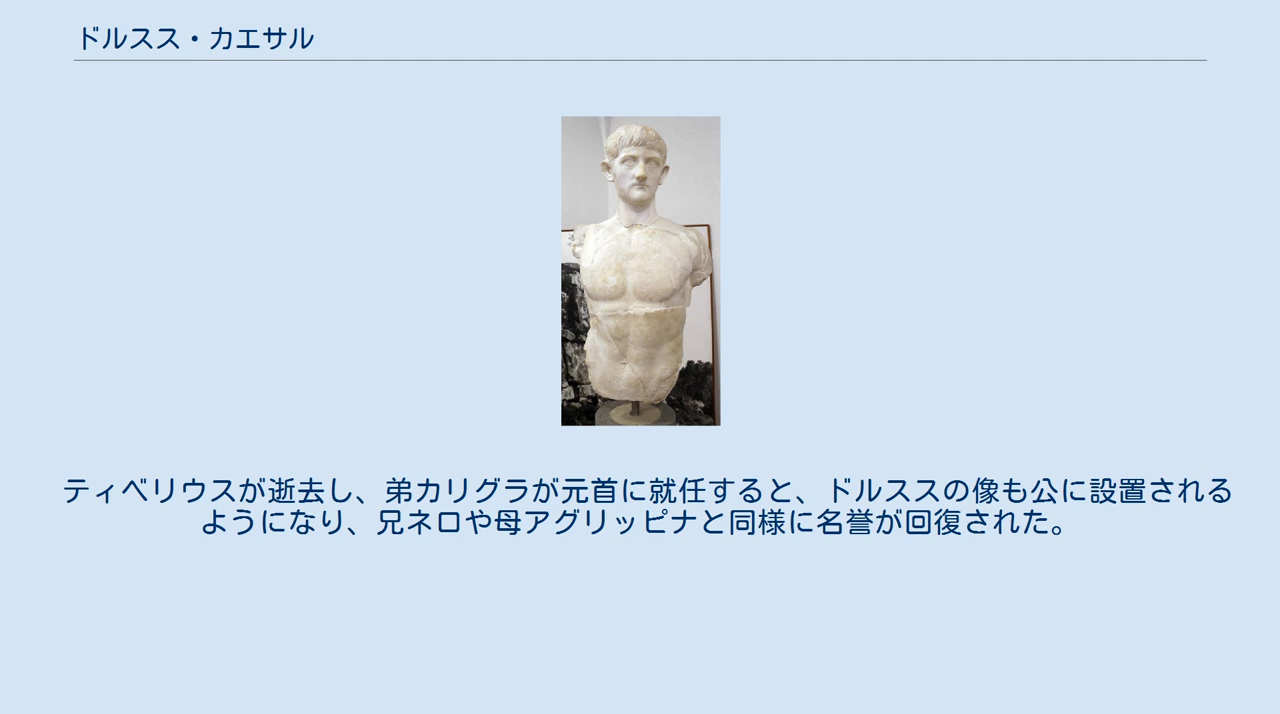 ドルスス・カエサル
ティベリウスが逝去し、弟カリグラが元首に就任すると、ドルススの像も公に設置される
ようになり、兄ネロや母アグリッピナと同様に名誉が回復された。